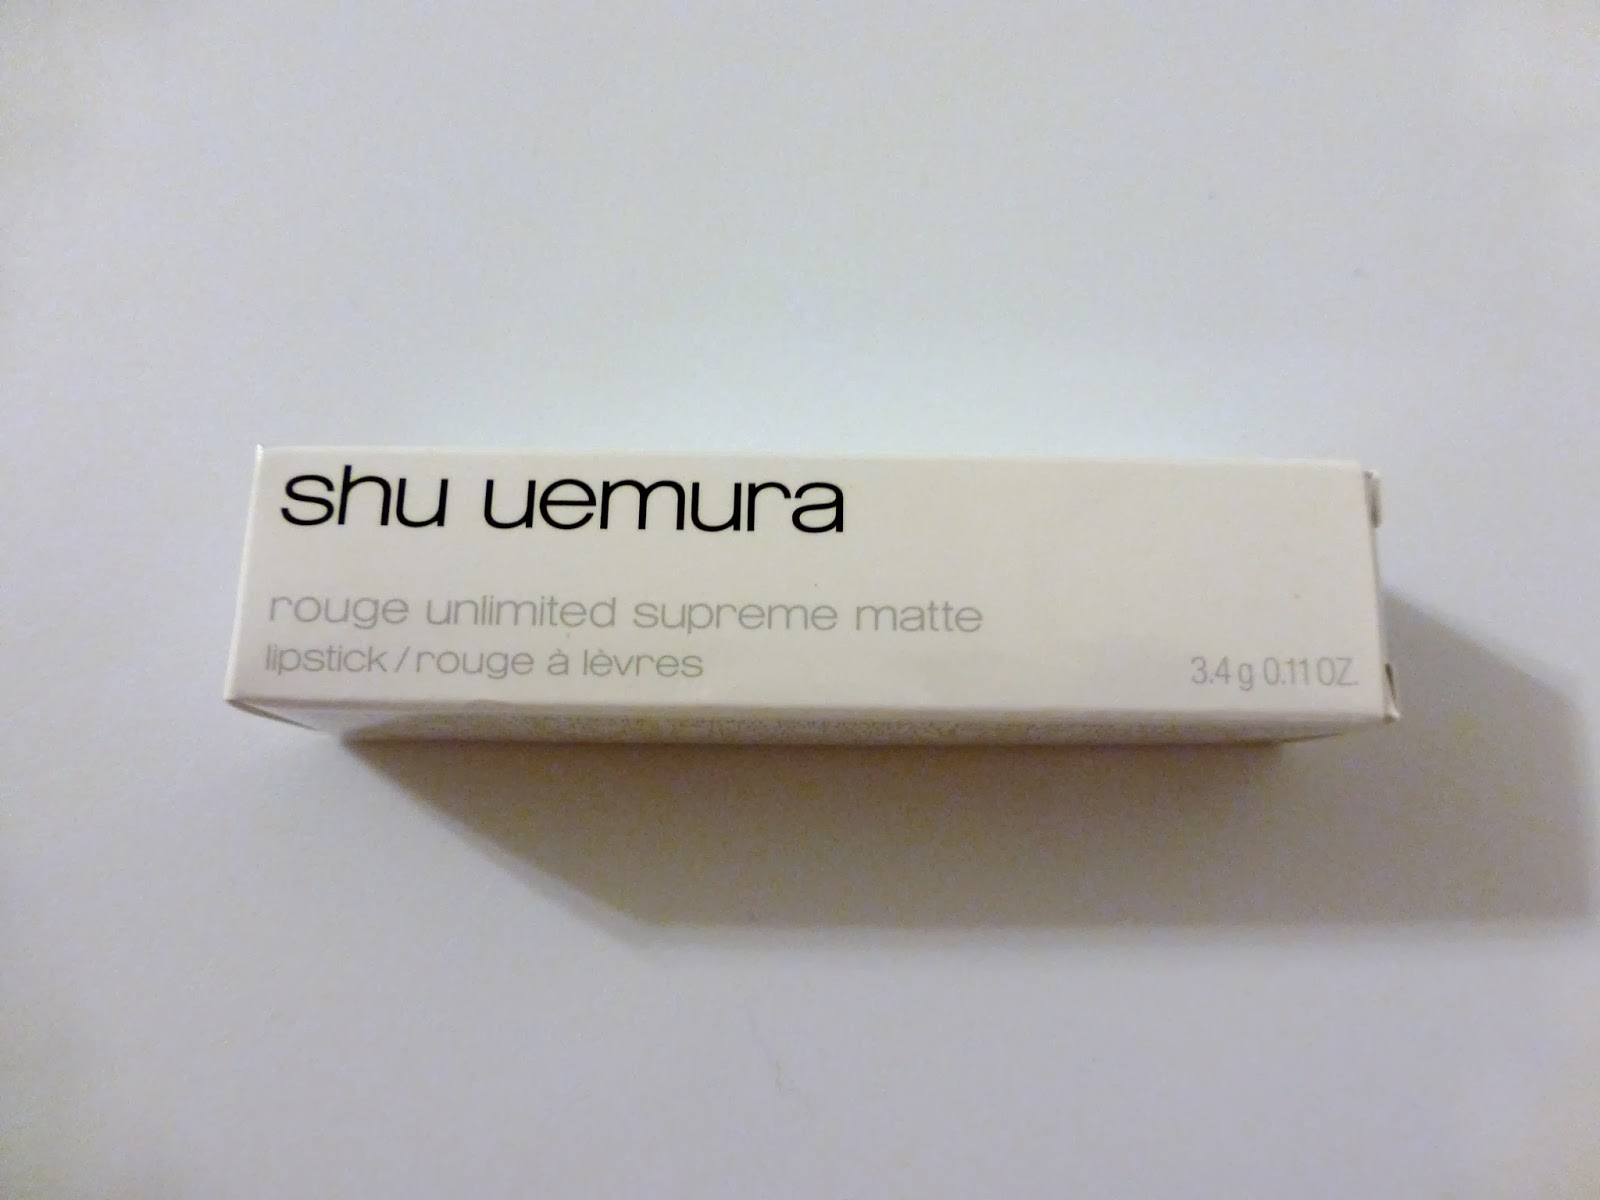 shu uemura
rouge unlimited supreme matte
lipstick / rouge à lèvres
3.4 g 0.11 OZ.